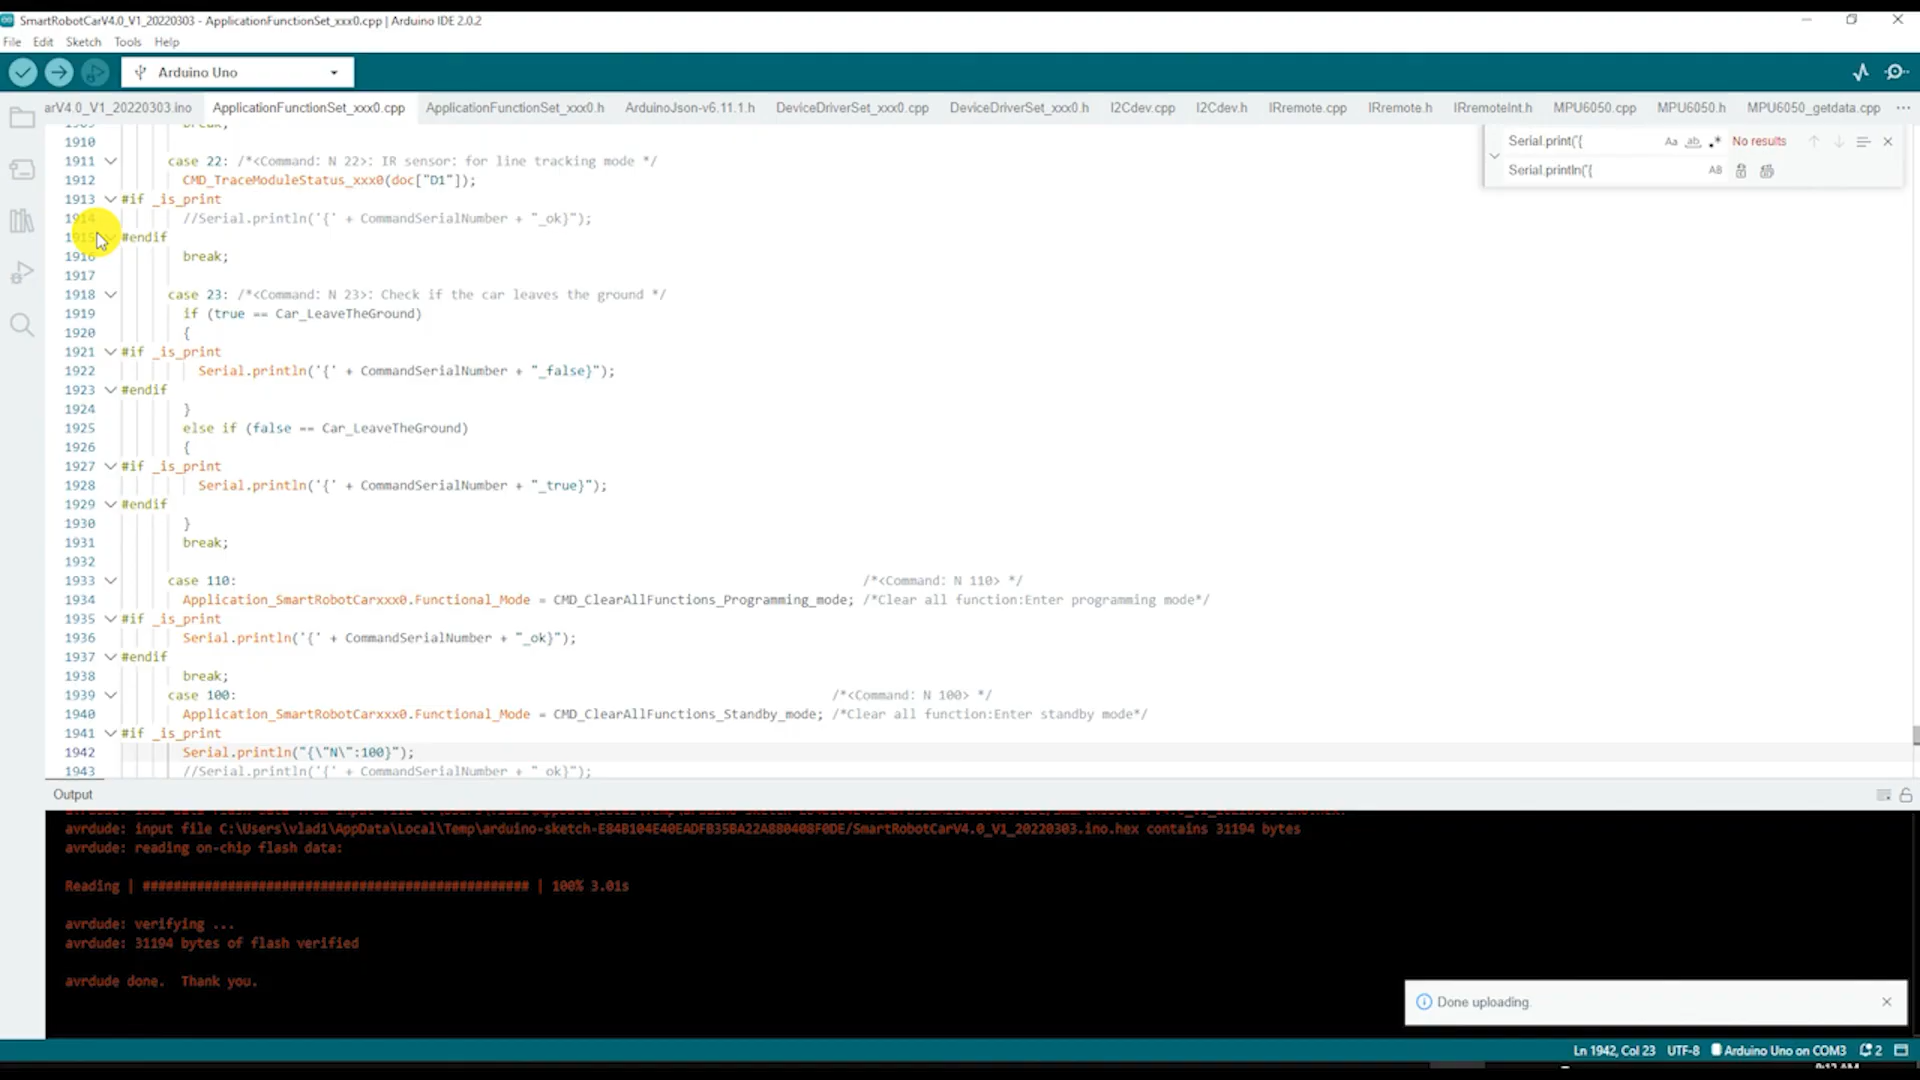 SmartRobotCarV4.0_V1_20220303 - ApplicationFunctionSet_xxx0.cpp | Arduino IDE 2.0.2
File Edit Sketch Tools Help
Arduino Uno
arV4.0_V1_20220303.ino ApplicationFunctionSet_xxx0.cpp ApplicationFunctionSet_xxx0.h ArduinoJson-v6.11.1.h DeviceDriverSet_xxx0.cpp DeviceDriverSet_xxx0.h I2Cdev.cpp I2Cdev.h IRremote.cpp IRremote.h IRremoteInt.h MPU6050.cpp MPU6050.h MPU6050_getdata.cpp ...
Serial.print('{ Aa ab .* No results
Serial.println('{ AB
break;
1910
1911 case 22: /*<Command: N 22>: IR sensor: for line tracking mode */
1912 CMD_TraceModuleStatus_xxx0(doc["D1"]);
1913 #if _is_print
1914 //Serial.println('{' + CommandSerialNumber + "_ok}");
1915 #endif
1916 break;
1917
1918 case 23: /*<Command: N 23>: Check if the car leaves the ground */
1919 if (true == Car_LeaveTheGround)
1920 {
1921 #if _is_print
1922 Serial.println('{' + CommandSerialNumber + "_false}");
1923 #endif
1924 }
1925 else if (false == Car_LeaveTheGround)
1926 {
1927 #if _is_print
1928 Serial.println('{' + CommandSerialNumber + "_true}");
1929 #endif
1930 }
1931 break;
1932
1933 case 110: /*<Command: N 110> */
1934 Application_SmartRobotCarxxx0.Functional_Mode = CMD_ClearAllFunctions_Programming_mode; /*Clear all function:Enter programming mode*/
1935 #if _is_print
1936 Serial.println('{' + CommandSerialNumber + "_ok}");
1937 #endif
1938 break;
1939 case 100: /*<Command: N 100> */
1940 Application_SmartRobotCarxxx0.Functional_Mode = CMD_ClearAllFunctions_Standby_mode; /*Clear all function:Enter standby mode*/
1941 #if _is_print
1942 Serial.println("{\"N\":100}");
1943 //Serial.println('{' + CommandSerialNumber + "_ok}");
Output
avrdude: input file C:\Users\vlad1\AppData\Local\Temp\arduino-sketch-E84B104E40EADFB35BA22A880408F0DE/SmartRobotCarV4.0_V1_20220303.ino.hex contains 31194 bytes
avrdude: reading on-chip flash data:
Reading | ################################################## | 100% 3.01s
avrdude: verifying ...
avrdude: 31194 bytes of flash verified
avrdude done. Thank you.
Done uploading.
Ln 1942, Col 23 UTF-8 Arduino Uno on COM3 2